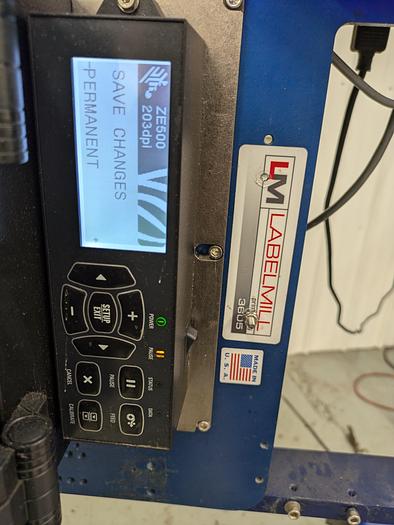 ZE500
203dpi
SAVE CHANGES
PERMANENT
+
-
SETUP
EXIT
POWER
PAUSE
STATUS
DATA
PAUSE
FEED
CANCEL
CALIBRATE
LM LABELMILL
3605
MADE IN
U. S. A.